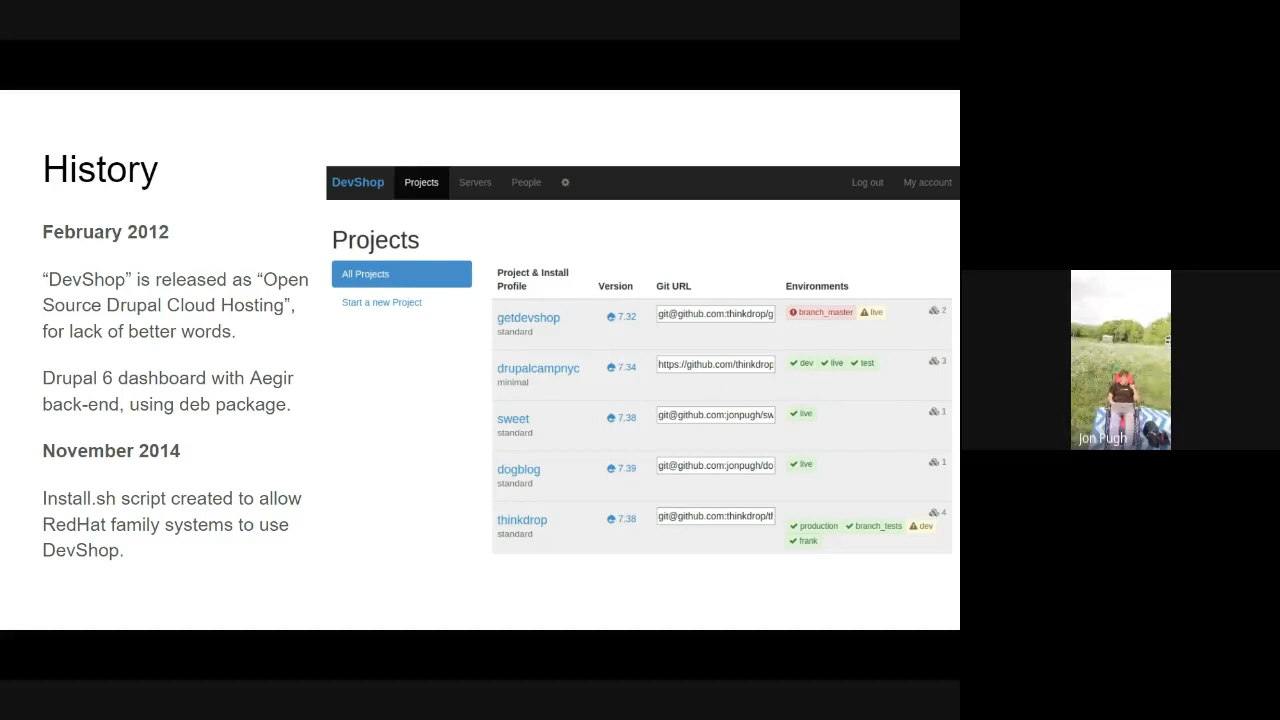 History
February 2012
“DevShop” is released as “Open
Source Drupal Cloud Hosting”,
for lack of better words.
Drupal 6 dashboard with Aegir
back-end, using deb package.
November 2014
Install.sh script created to allow
RedHat family systems to use
DevShop.
DevShop Projects Servers People Log out My account
Projects
All Projects
Start a new Project
Project & Install
Profile Version Git URL Environments
getdevshop 7.32 git@github.com:thinkdrop/g branch_master live 2
standard
drupalcampnyc 7.34 https://github.com/thinkdrop dev live test 3
minimal
sweet 7.38 git@github.com:jonpugh/sw live 1
standard
dogblog 7.39 git@github.com:jonpugh/do live 1
standard
thinkdrop 7.38 git@github.com:thinkdrop/tl production branch_tests dev 4
standard frank
Jon Pugh